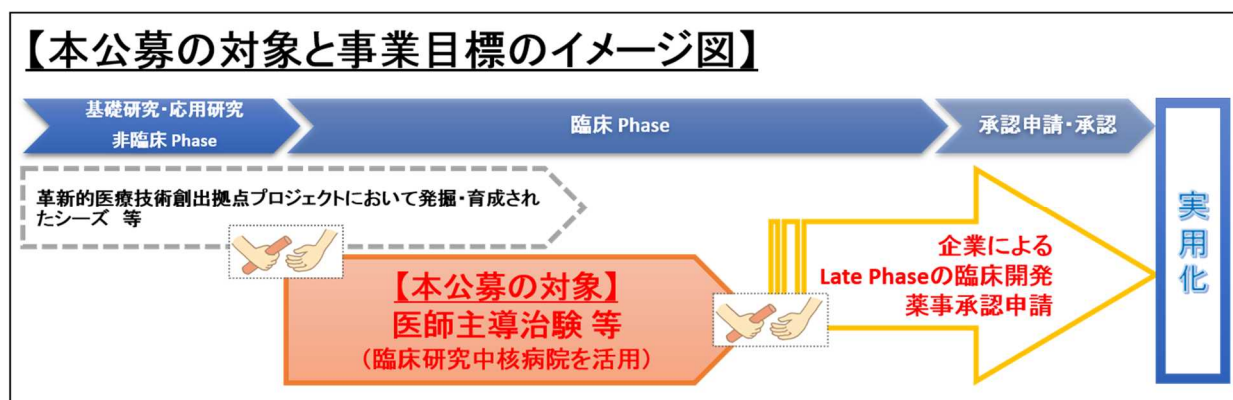 【本公募の対象と事業目標のイメージ図】
基礎研究・応用研究
非臨床 Phase
臨床 Phase
承認申請・承認
革新的医療技術創出拠点プロジェクトにおいて発掘・育成され
たシーズ 等
【本公募の対象】
医師主導治験 等
（臨床研究中核病院を活用）
企業による
Late Phaseの臨床開発
薬事承認申請
実用化